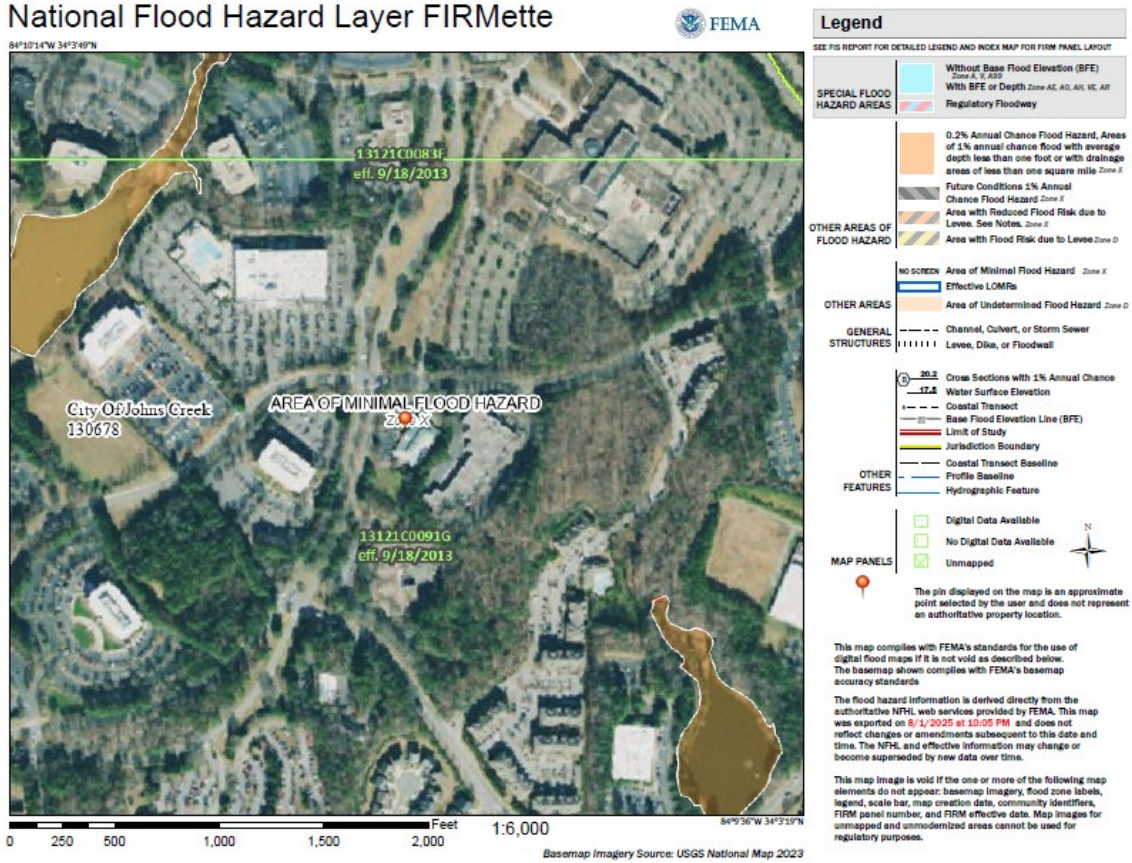 National Flood Hazard Layer FIRMette
FEMA
84°10'14"W 34°3'49"N
13121C0083F
eff. 9/18/2013
AREA OF MINIMAL FLOOD HAZARD
Zone X
City Of Johns Creek
130678
13121C0091G
eff. 9/18/2013
84°9'36"W 34°3'19"N
0 250 500 1,000 1,500 2,000
Feet
1:6,000
Basemap Imagery Source: USGS National Map 2023
Legend
SEE FIS REPORT FOR DETAILED LEGEND AND INDEX MAP FOR FIRM PANEL LAYOUT
SPECIAL FLOOD
HAZARD AREAS
Without Base Flood Elevation (BFE)
Zone A, V, A99
With BFE or Depth Zone AE, AO, AH, VE, AR
Regulatory Floodway
OTHER AREAS OF
FLOOD HAZARD
0.2% Annual Chance Flood Hazard, Areas
of 1% annual chance flood with average
depth less than one foot or with drainage
areas of less than one square mile Zone X
Future Conditions 1% Annual
Chance Flood Hazard Zone X
Area with Reduced Flood Risk due to
Levee. See Notes. Zone X
Area with Flood Risk due to Levee Zone D
OTHER AREAS
NO SCREEN Area of Minimal Flood Hazard Zone X
Effective LOMRs
Area of Undetermined Flood Hazard Zone D
GENERAL
STRUCTURES
Channel, Culvert, or Storm Sewer
Levee, Dike, or Floodwall
OTHER
FEATURES
B 20.2 Cross Sections with 1% Annual Chance
17.5 Water Surface Elevation
8 Coastal Transect
513 Base Flood Elevation Line (BFE)
Limit of Study
Jurisdiction Boundary
Coastal Transect Baseline
Profile Baseline
Hydrographic Feature
MAP PANELS
Digital Data Available
No Digital Data Available
Unmapped
N
The pin displayed on the map is an approximate
point selected by the user and does not represent
an authoritative property location.
This map complies with FEMA's standards for the use of
digital flood maps if it is not void as described below.
The basemap shown complies with FEMA's basemap
accuracy standards
The flood hazard information is derived directly from the
authoritative NFHL web services provided by FEMA. This map
was exported on 8/1/2025 at 10:05 PM and does not
reflect changes or amendments subsequent to this date and
time. The NFHL and effective information may change or
become superseded by new data over time.
This map image is void if the one or more of the following map
elements do not appear: basemap imagery, flood zone labels,
legend, scale bar, map creation date, community identifiers,
FIRM panel number, and FIRM effective date. Map images for
unmapped and unmodernized areas cannot be used for
regulatory purposes.